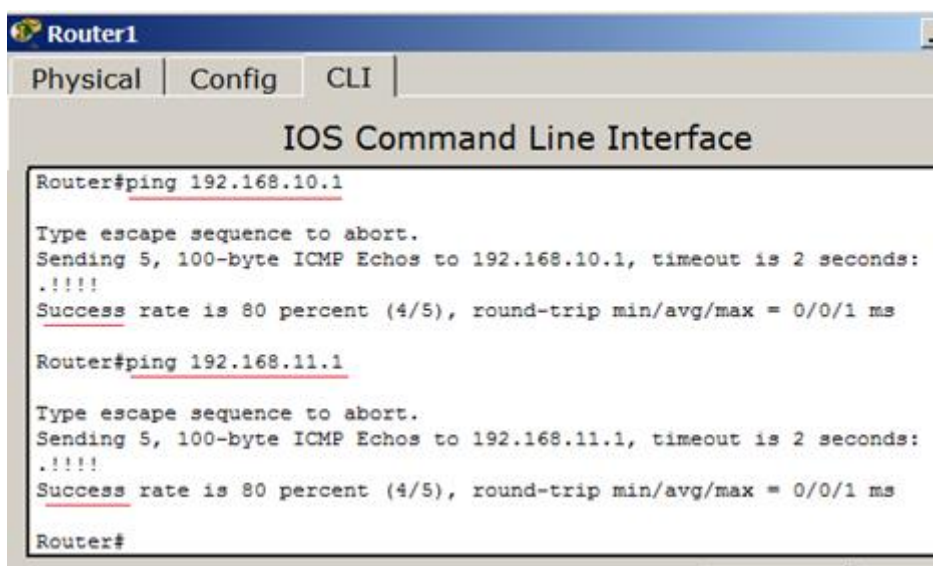 Router1
Physical Config CLI
IOS Command Line Interface
Router#ping 192.168.10.1
Type escape sequence to abort.
Sending 5, 100-byte ICMP Echos to 192.168.10.1, timeout is 2 seconds:
.!!!!
Success rate is 80 percent (4/5), round-trip min/avg/max = 0/0/1 ms
Router#ping 192.168.11.1
Type escape sequence to abort.
Sending 5, 100-byte ICMP Echos to 192.168.11.1, timeout is 2 seconds:
.!!!!
Success rate is 80 percent (4/5), round-trip min/avg/max = 0/0/1 ms
Router#